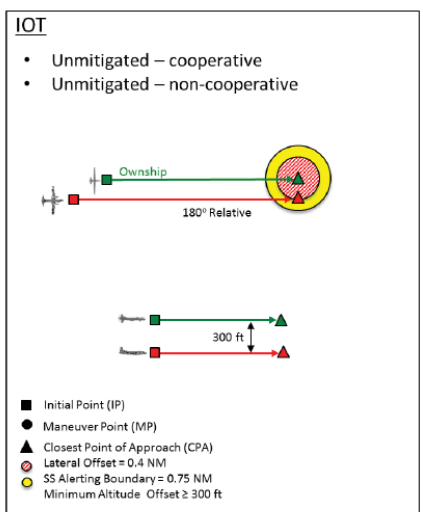 IOT
• Unmitigated – cooperative
• Unmitigated – non-cooperative
Ownship
180° Relative
300 ft
Initial Point (IP)
Maneuver Point (MP)
Closest Point of Approach (CPA)
Lateral Offset = 0.4 NM
SS Alerting Boundary = 0.75 NM
Minimum Altitude Offset ≥ 300 ft